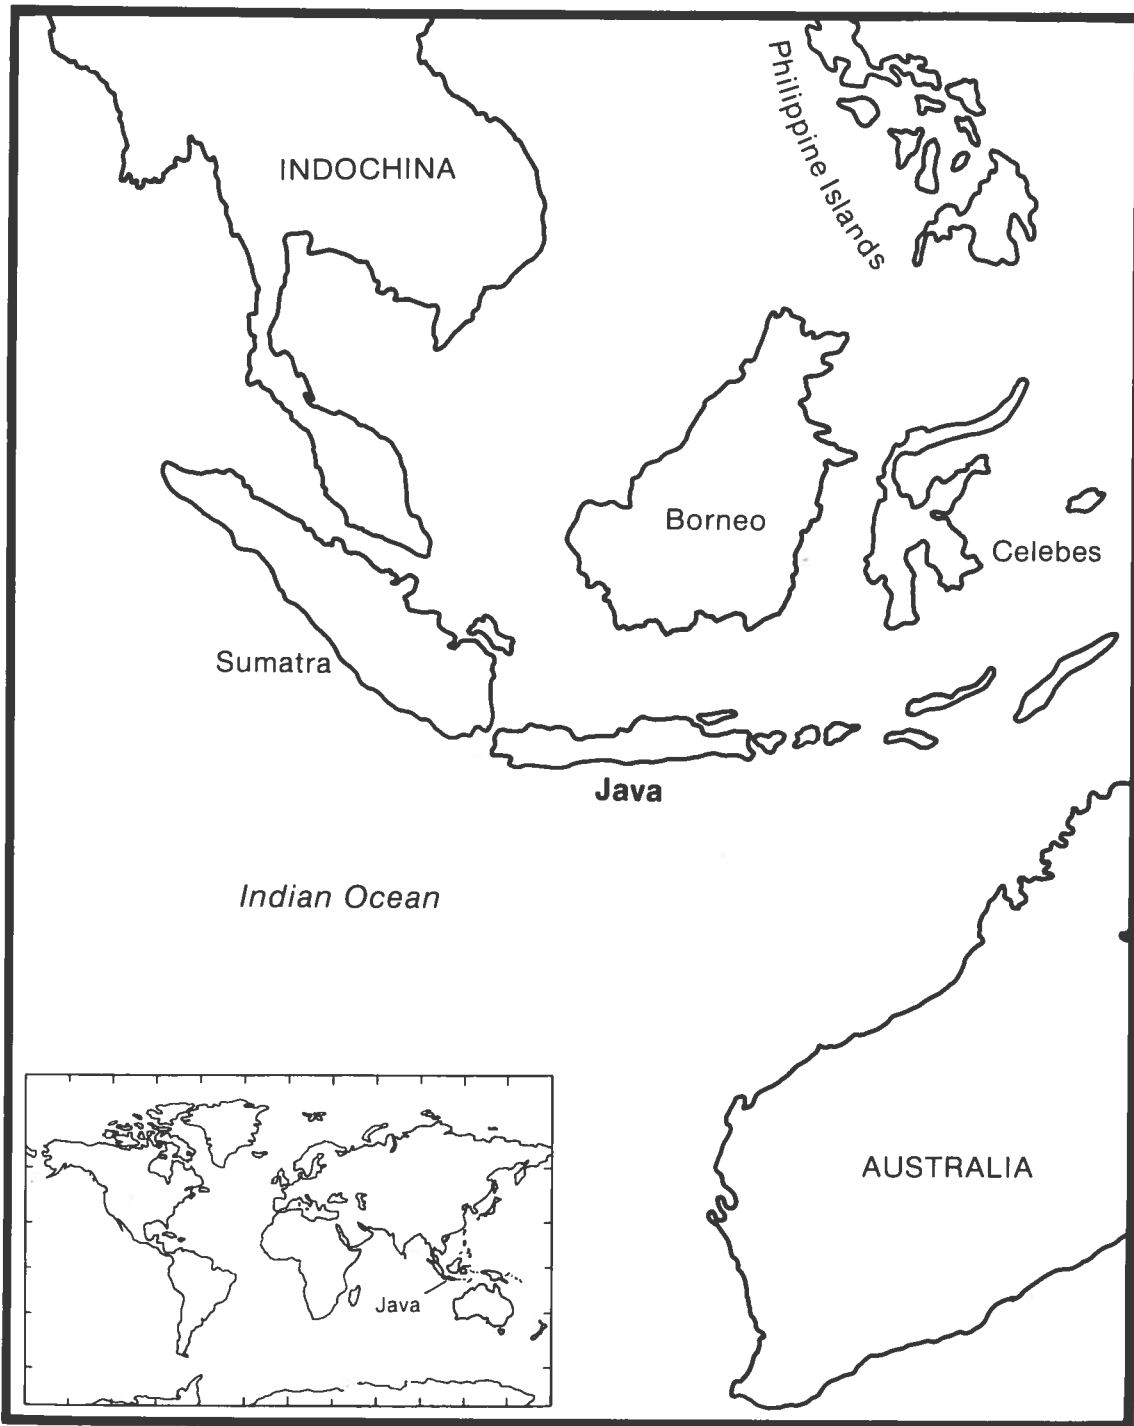 Philippine Islands
INDOCHINA
Borneo
Celebes
Sumatra
Java
Indian Ocean
AUSTRALIA
Java